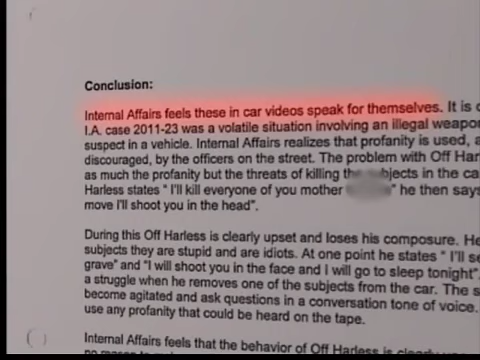 Conclusion:
Internal Affairs feels these in car videos speak for themselves. It is
I.A. case 2011-23 was a volatile situation involving an illegal weapo
suspect in a vehicle. Internal Affairs realizes that profanity is used,
discouraged, by the officers on the street. The problem with Off Har
as much the profanity but the threats of killing the subjects in the ca
Harless states " I'll kill everyone of you mother " he then says
move I'll shoot you in the head".
During this Off Harless is clearly upset and loses his composure. He
subjects they are stupid and are idiots. At one point he states " I'll se
grave" and "I will shoot you in the face and I will go to sleep tonight"
a struggle when he removes one of the subjects from the car. The s
become agitated and ask questions in a conversation tone of voice.
use any profanity that could be heard on the tape.
Internal Affairs feels that the behavior of Off Harless is clearly